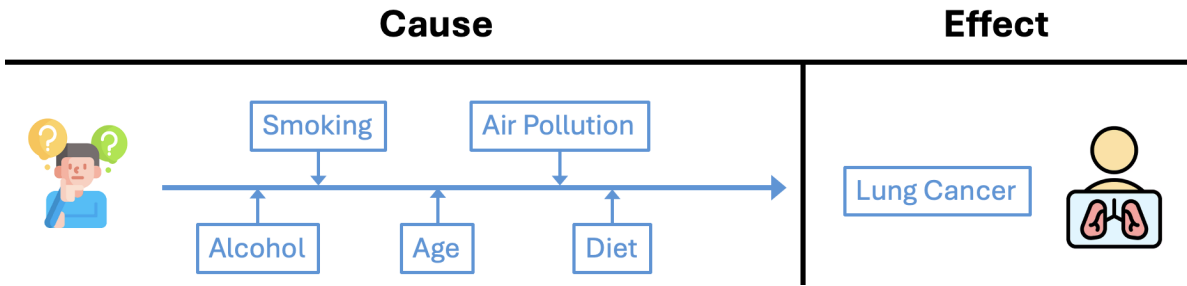 Cause
Effect
Smoking
Air Pollution
Lung Cancer
Alcohol
Age
Diet
?
?